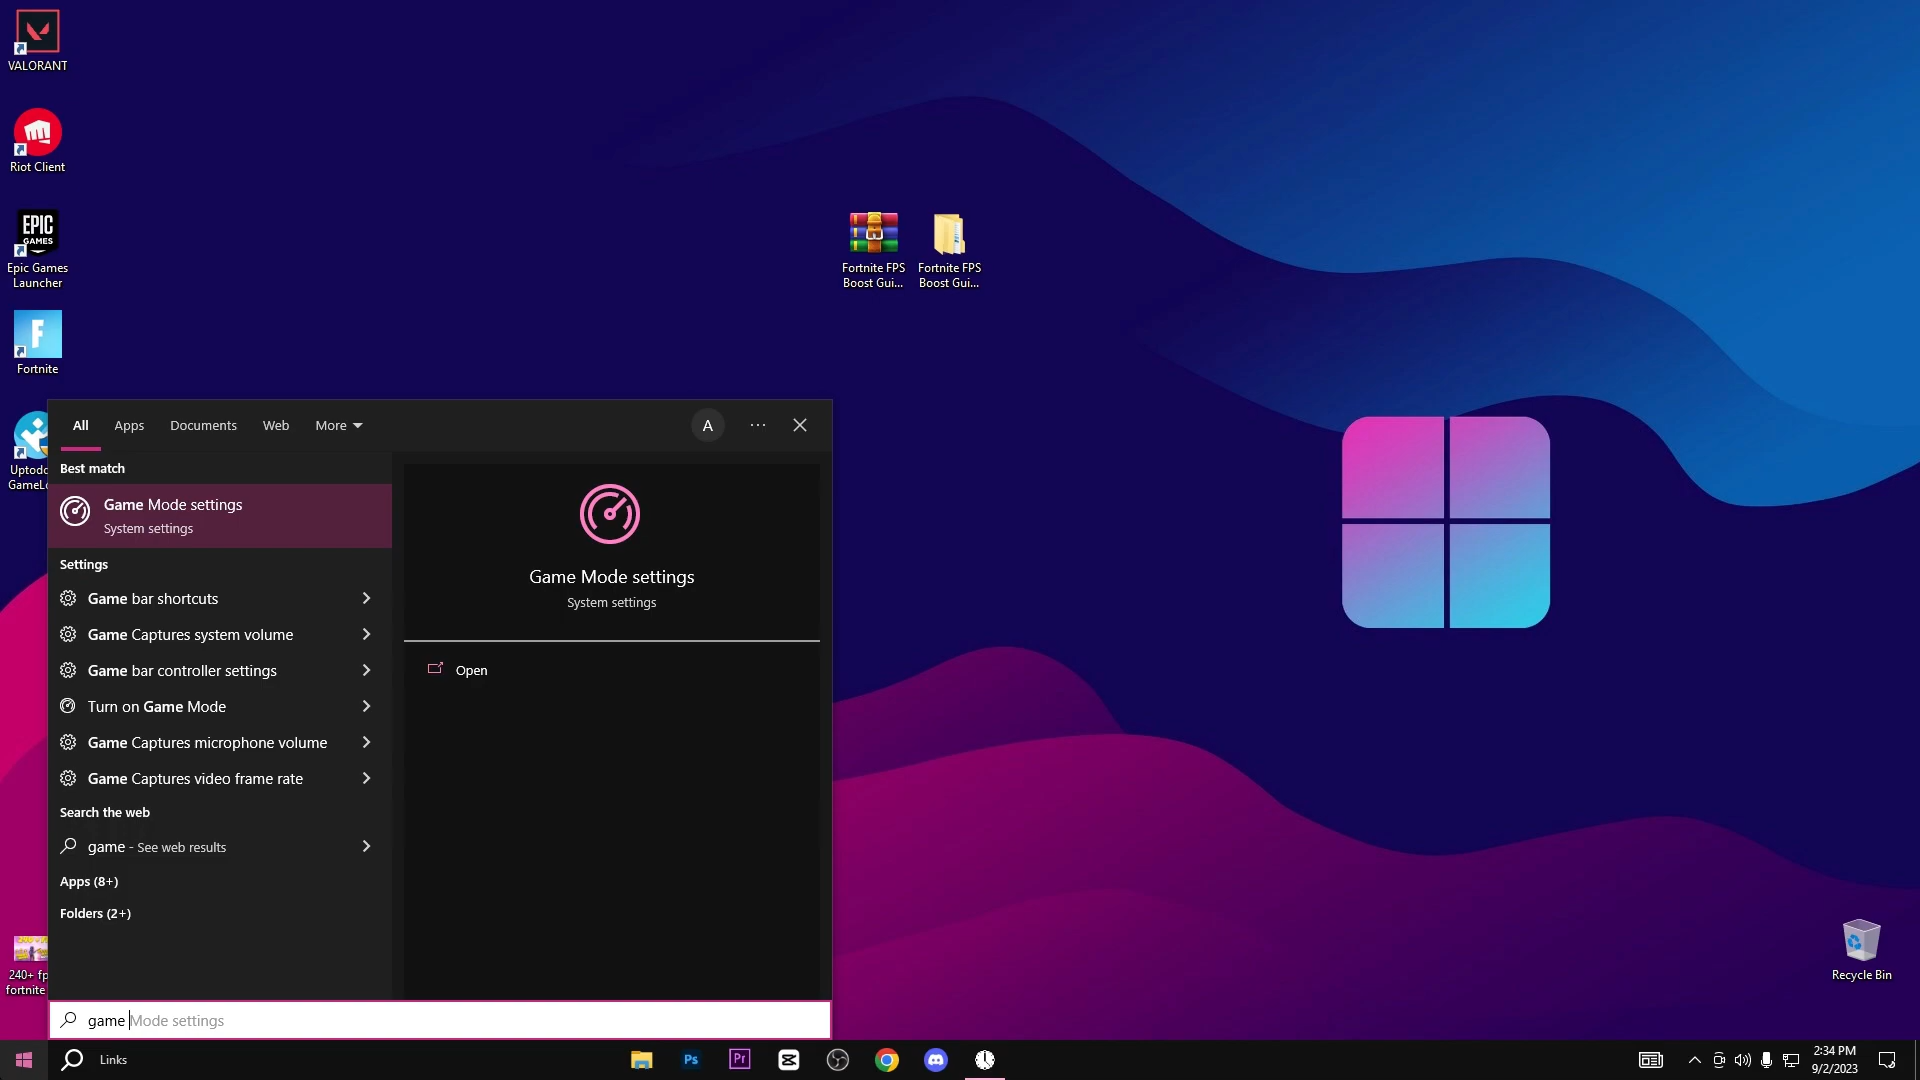 VALORANT
Riot Client
EPIC
GAMES
Epic Games
Launcher
F
Fortnite
Fortnite FPS
Boost Gui...
Fortnite FPS
Boost Gui...
All
Apps
Documents
Web
More
A
Best match
Game Mode settings
System settings
Settings
Game bar shortcuts
Game Captures system volume
Game bar controller settings
Turn on Game Mode
Game Captures microphone volume
Game Captures video frame rate
Search the web
game - See web results
Apps (8+)
Folders (2+)
Game Mode settings
System settings
Open
Uptodo
GameLo
240+ fp
fortnite
Recycle Bin
game Mode settings
Links
Ps
Pr
2:34 PM
9/2/2023